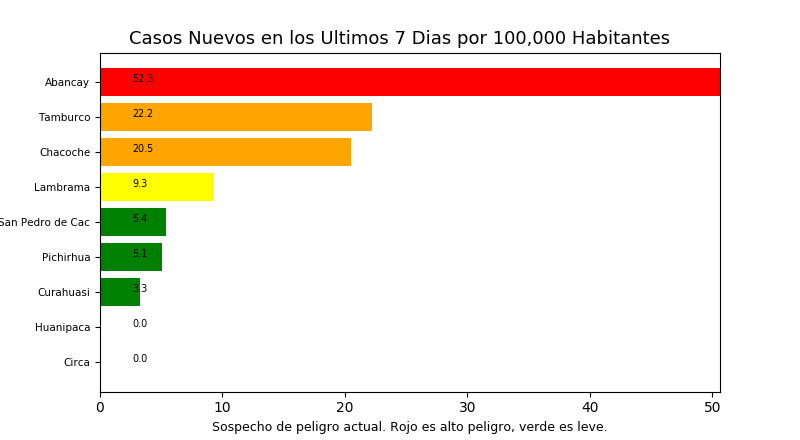 Casos Nuevos en los Ultimos 7 Dias por 100,000 Habitantes
Abancay 52.3
Tamburco 22.2
Chacoche 20.5
Lambrama 9.3
San Pedro de Cac 5.4
Pichirhua 5.1
Curahuasi 3.3
Huanipaca 0.0
Circa 0.0
0 10 20 30 40 50
Sospecho de peligro actual. Rojo es alto peligro, verde es leve.